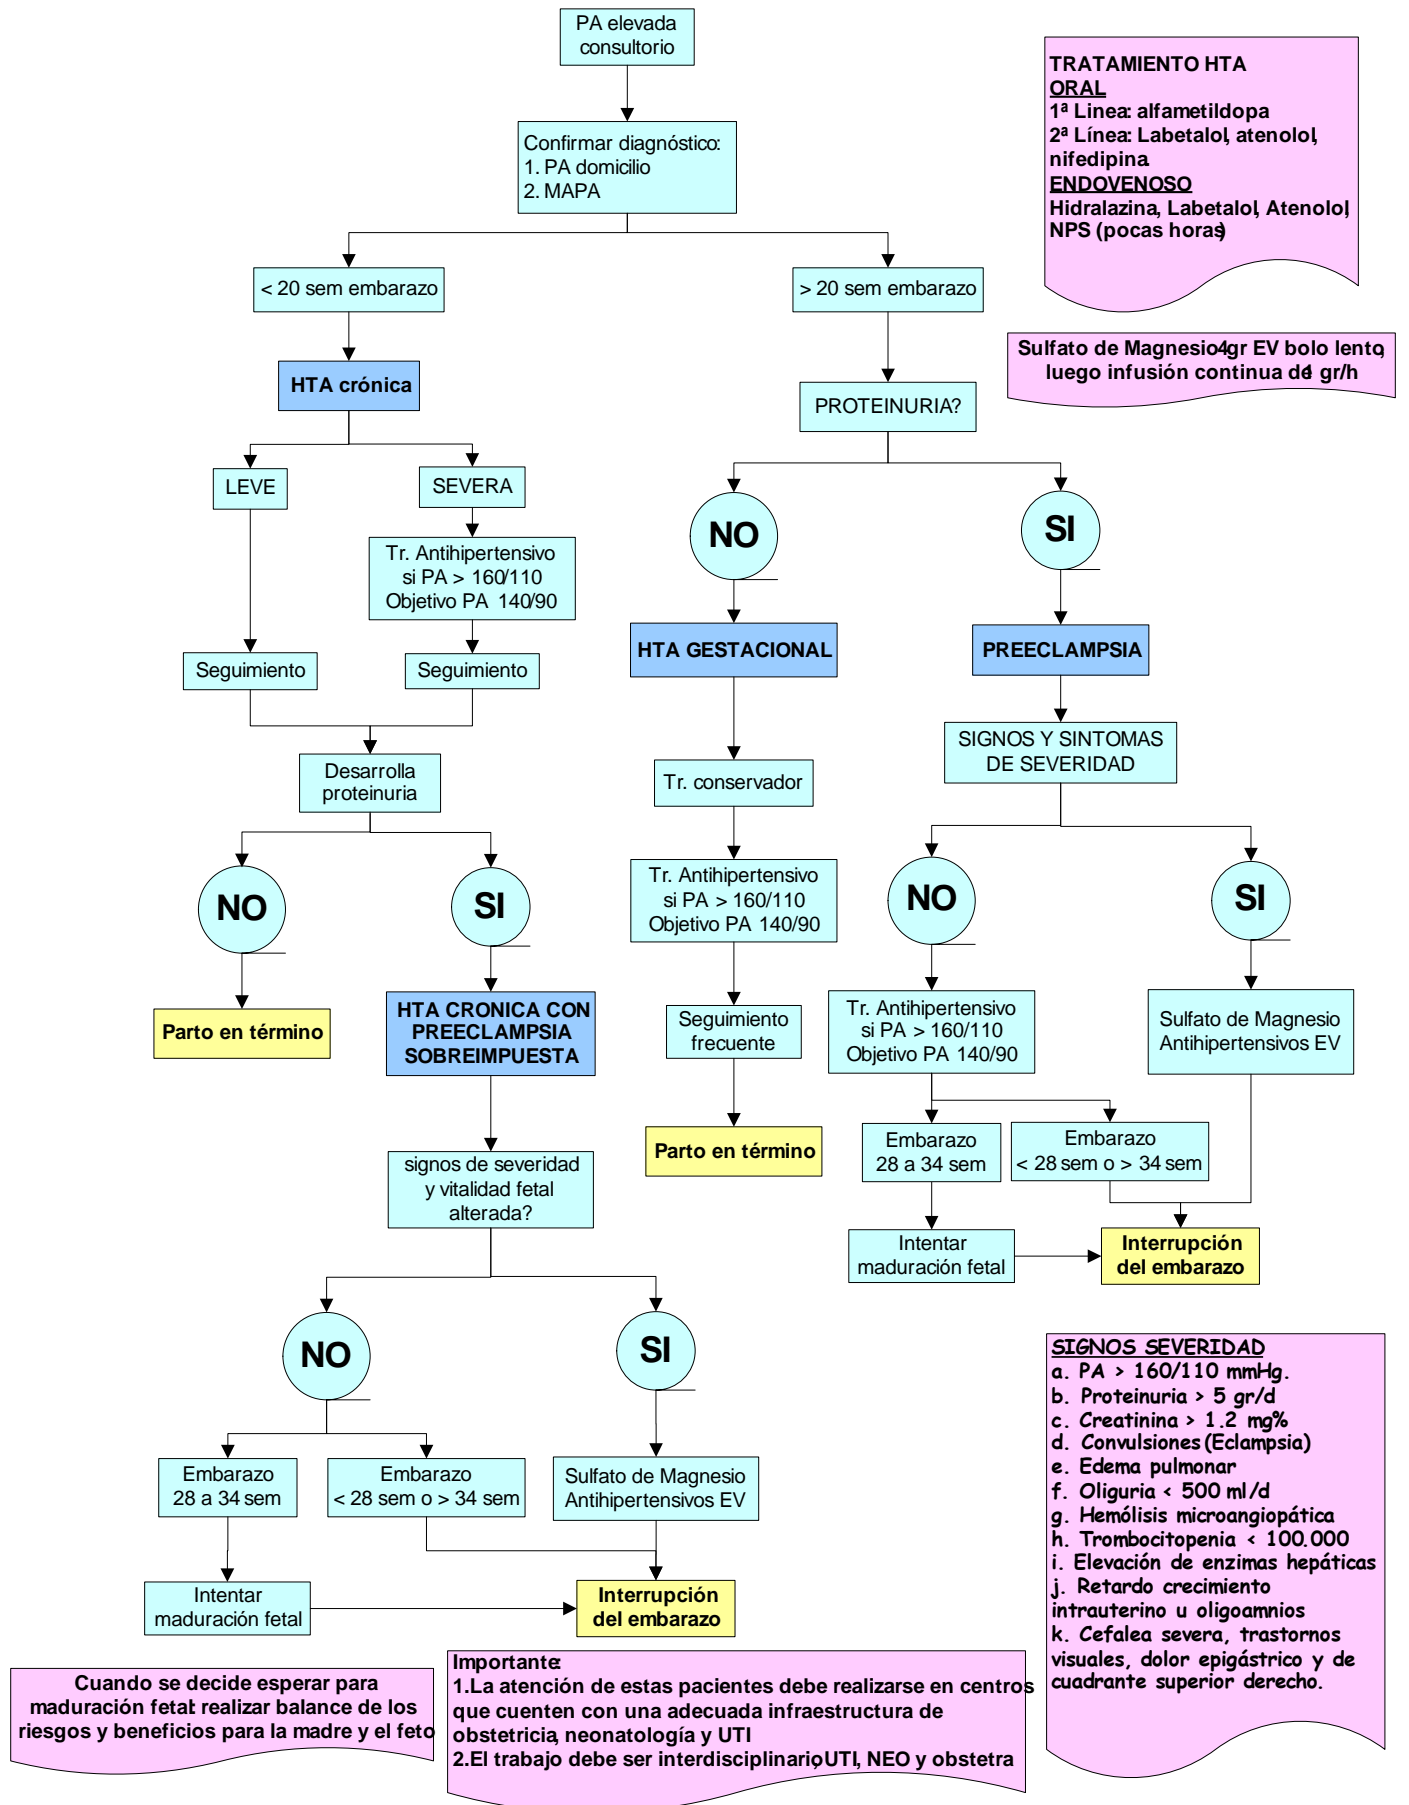 PA elevada
consultorio
TRATAMIENTO HTA
ORAL
1ª Linea: alfametildopa
2ª Línea: Labetalol, atenolol,
nifedipina.
ENDOVENOSO
Hidralazina, Labetalol, Atenolol,
NPS (pocas horas)
Confirmar diagnóstico:
1. PA domicilio
2. MAPA
< 20 sem embarazo
> 20 sem embarazo
Sulfato de Magnesio 4gr EV bolo lento,
luego infusión continua de gr/h
HTA crónica
PROTEINURIA?
LEVE
SEVERA
NO
SI
Tr. Antihipertensivo
si PA > 160/110
Objetivo PA 140/90
HTA GESTACIONAL
PREECLAMPSIA
Seguimiento
Seguimiento
SIGNOS Y SINTOMAS
DE SEVERIDAD
Desarrolla
proteinuria
Tr. conservador
NO
SI
Tr. Antihipertensivo
si PA > 160/110
Objetivo PA 140/90
NO
SI
Parto en término
HTA CRONICA CON
PREECLAMPSIA
SOBREIMPUESTA
Seguimiento
frecuente
Tr. Antihipertensivo
si PA > 160/110
Objetivo PA 140/90
Sulfato de Magnesio
Antihipertensivos EV
Parto en término
Embarazo
28 a 34 sem
Embarazo
< 28 sem o > 34 sem
signos de severidad
y vitalidad fetal
alterada?
Intentar
maduración fetal
Interrupción
del embarazo
NO
SI
SIGNOS SEVERIDAD
a. PA > 160/110 mmHg.
b. Proteinuria > 5 gr/d
c. Creatinina > 1.2 mg%
d. Convulsiones (Eclampsia)
e. Edema pulmonar
f. Oliguria < 500 ml/d
g. Hemólisis microangiopática
h. Trombocitopenia < 100.000
i. Elevación de enzimas hepáticas
j. Retardo crecimiento
intrauterino u oligoamnios
k. Cefalea severa, trastornos
visuales, dolor epigástrico y de
cuadrante superior derecho.
Embarazo
28 a 34 sem
Embarazo
< 28 sem o > 34 sem
Sulfato de Magnesio
Antihipertensivos EV
Intentar
maduración fetal
Interrupción
del embarazo
Cuando se decide esperar para
maduración fetal: realizar balance de los
riesgos y beneficios para la madre y el feto
Importante:
1.La atención de estas pacientes debe realizarse en centros
que cuenten con una adecuada infraestructura de
obstetricia, neonatología y UTI
2.El trabajo debe ser interdisciplinario, UTI, NEO y obstetra